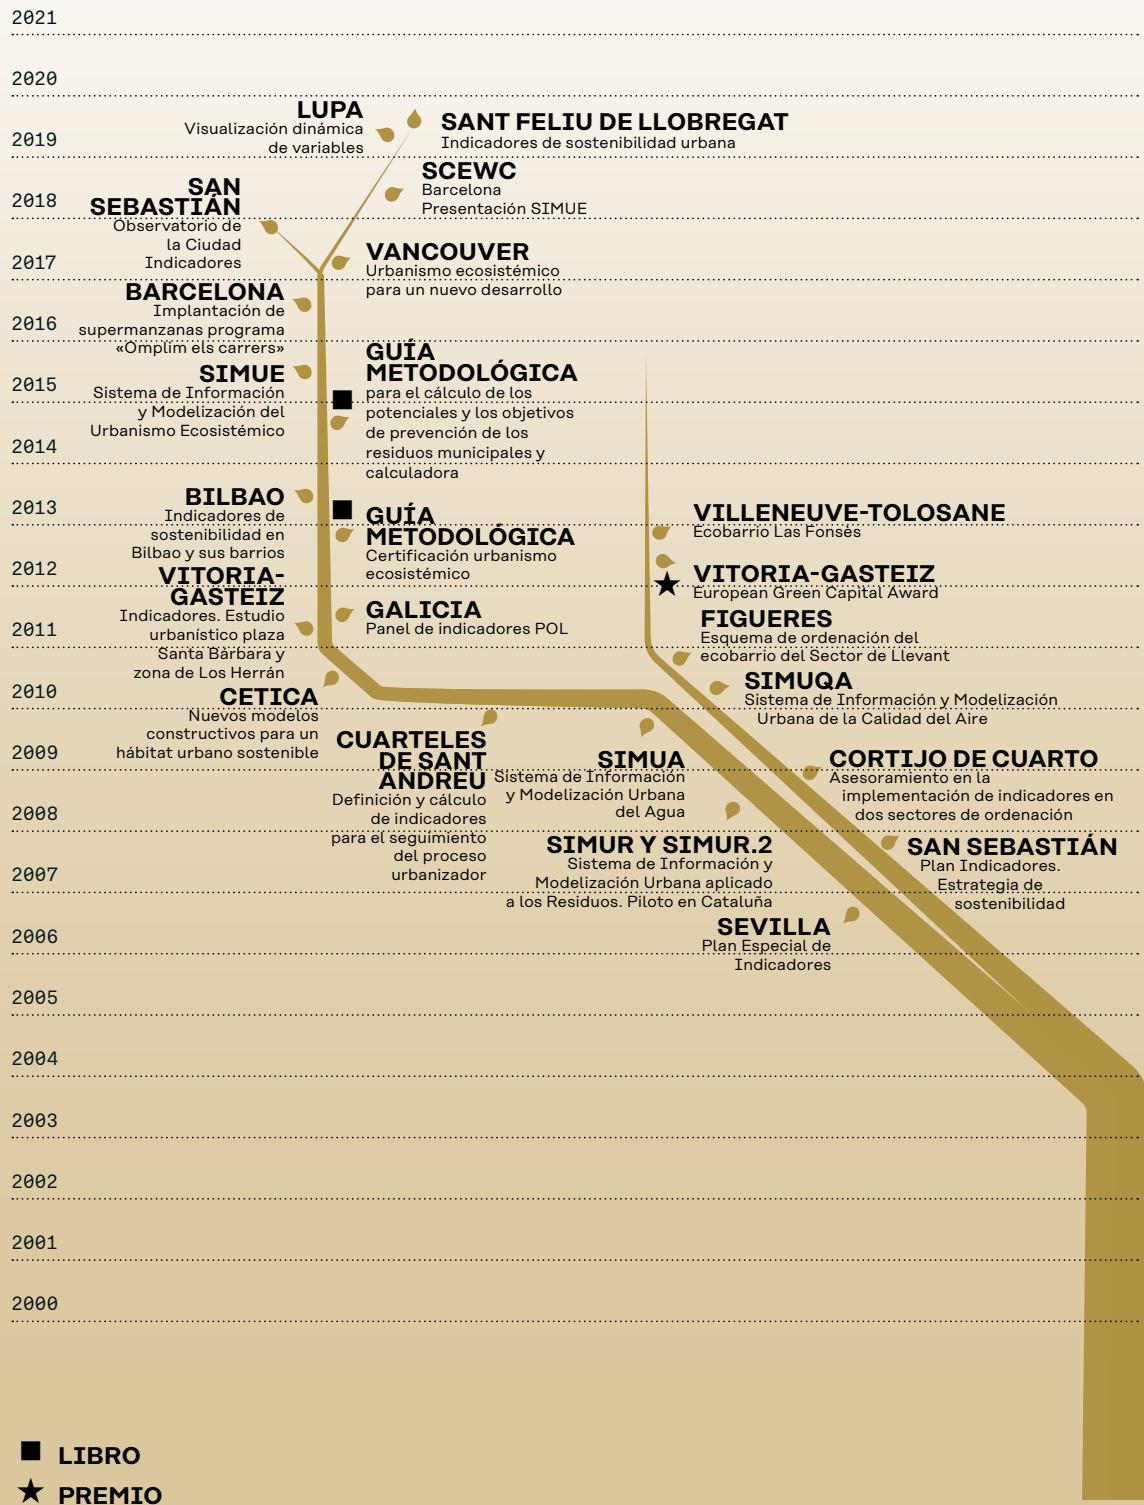 2021
2020
2019
2018
2017
2016
2015
2014
2013
2012
2011
2010
2009
2008
2007
2006
2005
2004
2003
2002
2001
2000
LUPA
Visualización dinámica
de variables
SANT FELIU DE LLOBREGAT
Indicadores de sostenibilidad urbana
SCEWC
Barcelona
Presentación SIMUE
SAN
SEBASTIÁN
Observatorio de
la Ciudad
Indicadores
VANCOUVER
Urbanismo ecosistémico
para un nuevo desarrollo
BARCELONA
Implantación de
supermanzanas programa
«Omplim els carrers»
SIMUE
Sistema de Información
y Modelización del
Urbanismo Ecosistémico
GUÍA
METODOLÓGICA
para el cálculo de los
potenciales y los objetivos
de prevención de los
residuos municipales y
calculadora
BILBAO
Indicadores de
sostenibilidad en
Bilbao y sus barrios
GUÍA
METODOLÓGICA
Certificación urbanismo
ecosistémico
VITORIA-
GASTEIZ
Indicadores. Estudio
urbanístico plaza
Santa Bárbara y
zona de Los Herrán
GALICIA
Panel de indicadores POL
CETICA
Nuevos modelos
constructivos para un
hábitat urbano sostenible
VILLENEUVE-TOLOSANE
Ecobarrio Las Fonsès
VITORIA-GASTEIZ
European Green Capital Award
FIGUERES
Esquema de ordenación del
ecobarrio del Sector de Llevant
SIMUQA
Sistema de Información y Modelización
Urbana de la Calidad del Aire
CUARTELES
DE SANT
ANDREU
Definición y cálculo
de indicadores
para el seguimiento
del proceso
urbanizador
SIMUA
Sistema de Información
y Modelización Urbana
del Agua
CORTIJO DE CUARTO
Asesoramiento en la
implementación de indicadores en
dos sectores de ordenación
SIMUR Y SIMUR.2
Sistema de Información y
Modelización Urbana aplicado
a los Residuos. Piloto en Cataluña
SAN SEBASTIÁN
Plan Indicadores.
Estrategia de
sostenibilidad
SEVILLA
Plan Especial de
Indicadores
LIBRO
PREMIO